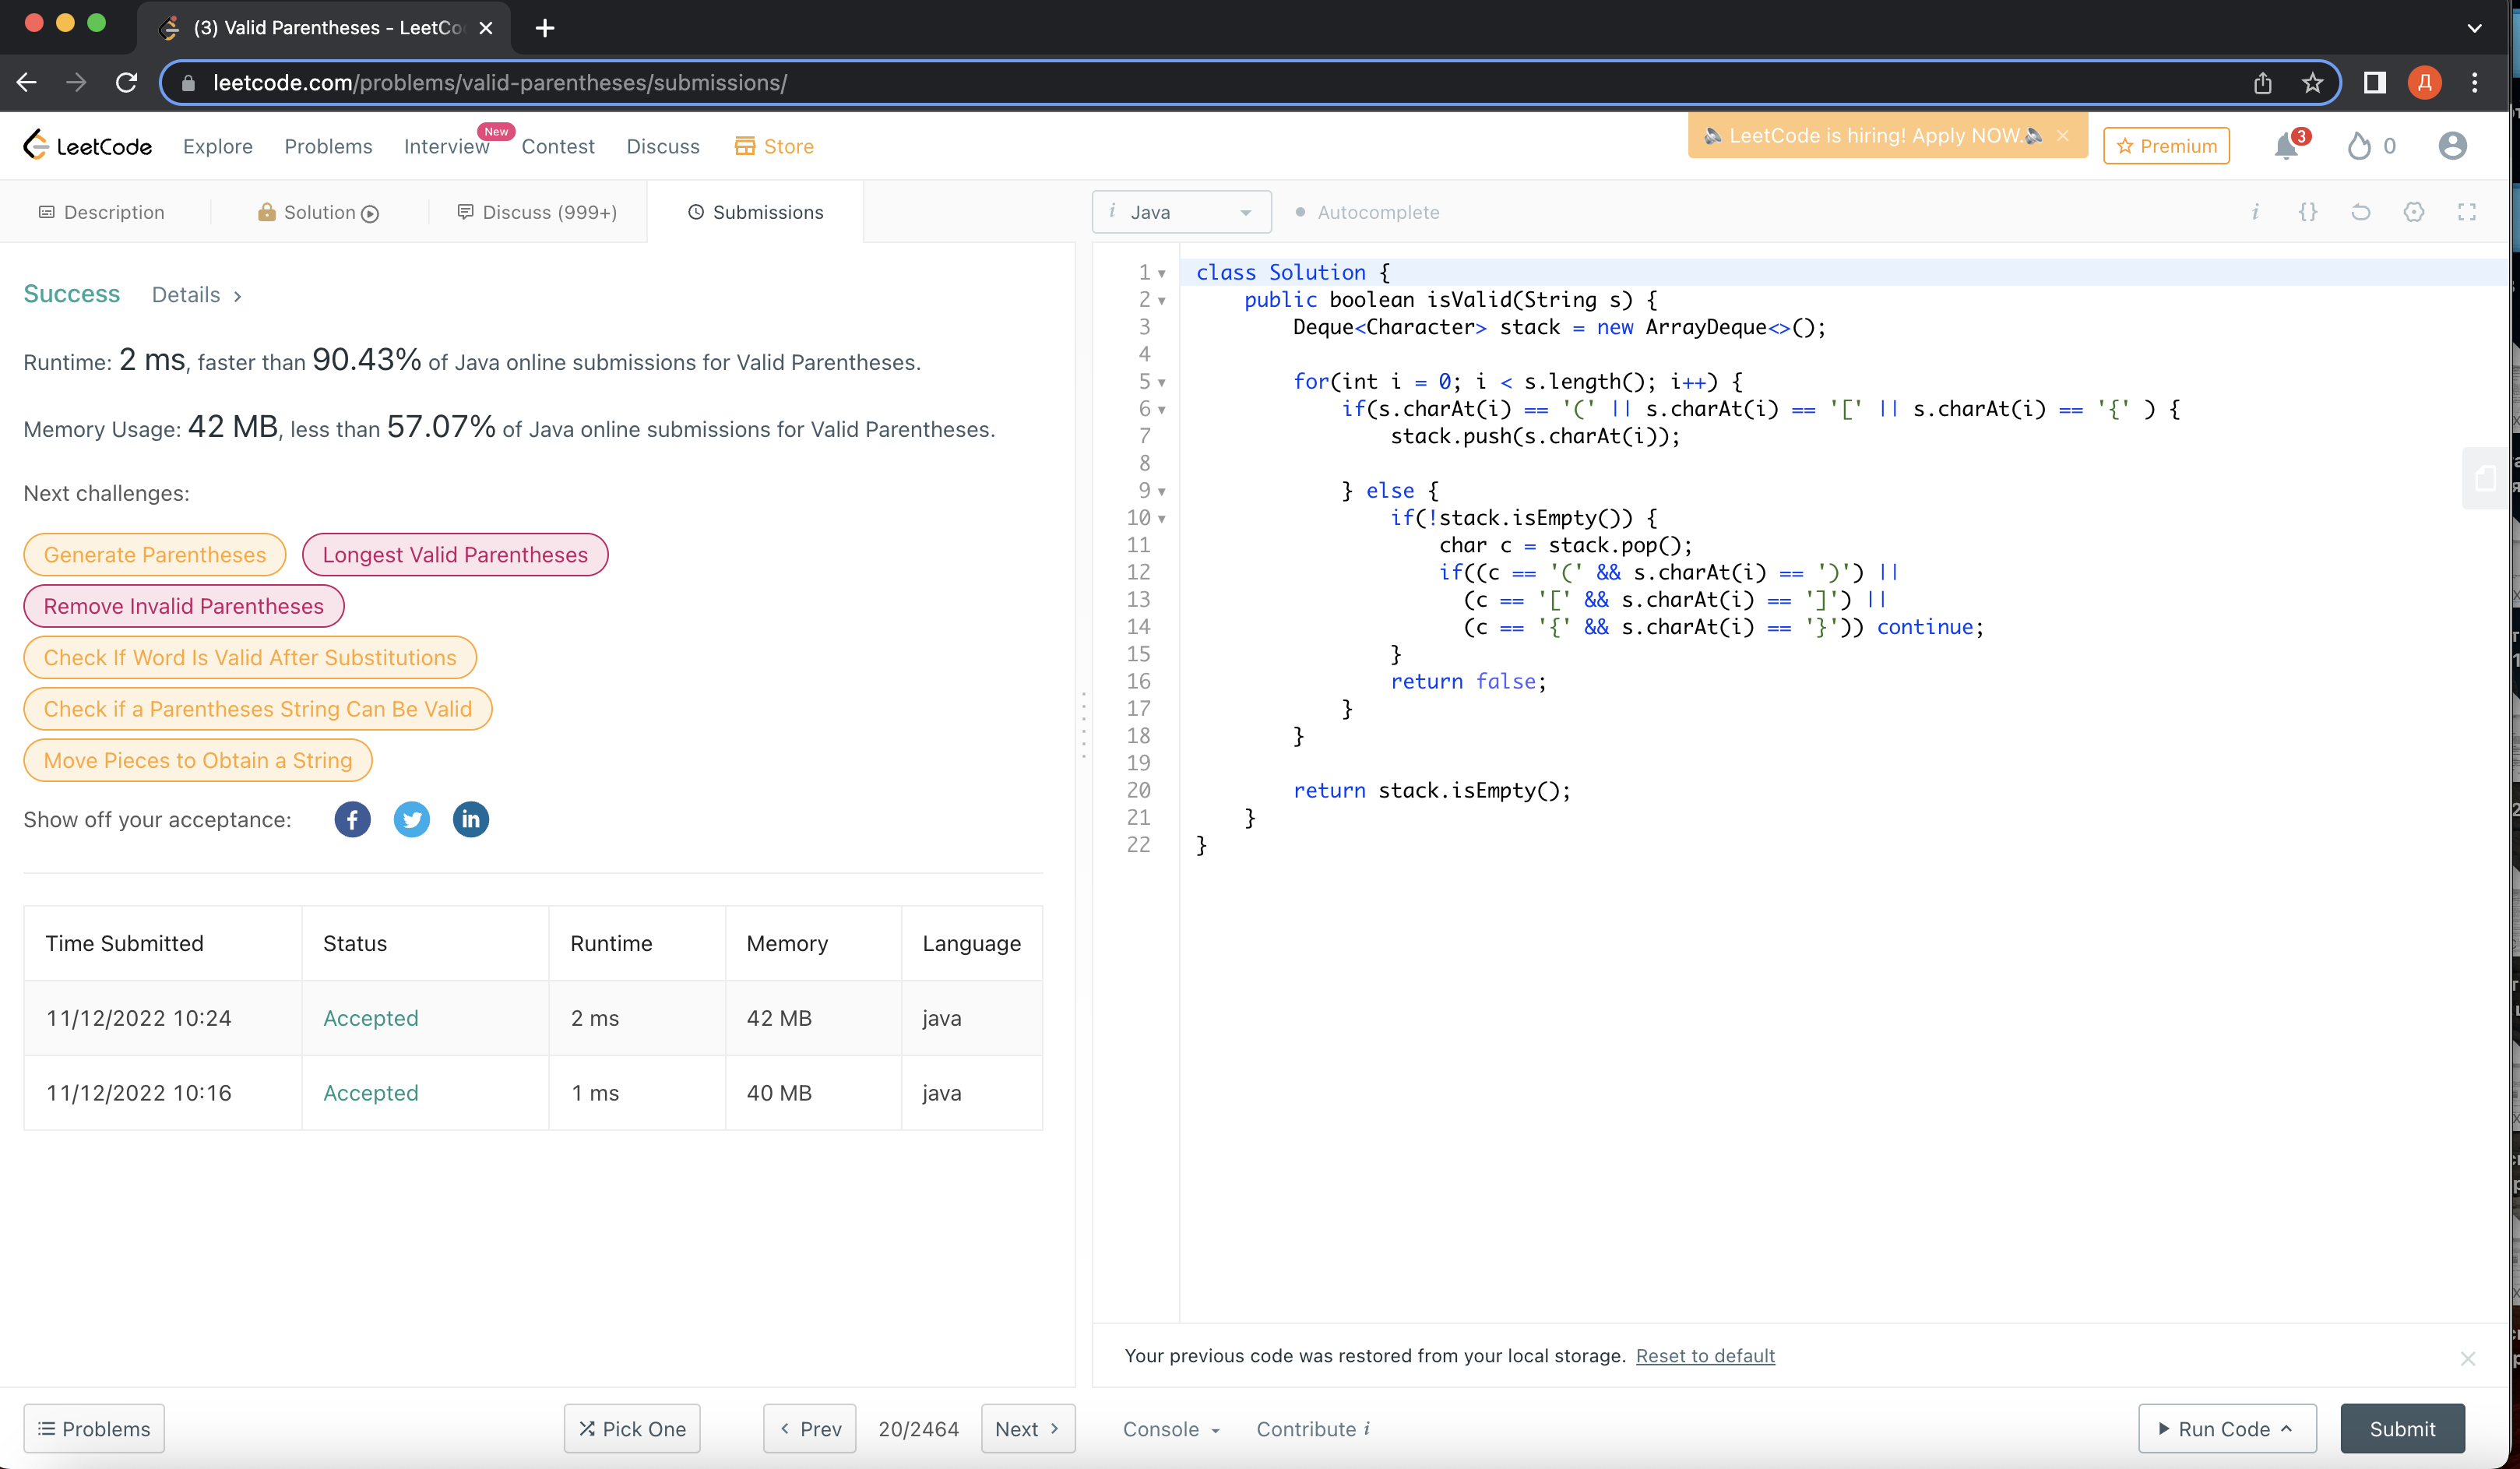 (3) Valid Parentheses - LeetCo
leetcode.com/problems/valid-parentheses/submissions/
Д
LeetCode Explore Problems Interview New Contest Discuss Store LeetCode is hiring! Apply NOW. Premium 3 0
Description Solution Discuss (999+) Submissions
i Java Autocomplete i {}
Success Details >
Runtime: 2 ms, faster than 90.43% of Java online submissions for Valid Parentheses.
Memory Usage: 42 MB, less than 57.07% of Java online submissions for Valid Parentheses.
Next challenges:
Generate Parentheses Longest Valid Parentheses
Remove Invalid Parentheses
Check If Word Is Valid After Substitutions
Check if a Parentheses String Can Be Valid
Move Pieces to Obtain a String
Show off your acceptance: f in
Time Submitted Status Runtime Memory Language
11/12/2022 10:24 Accepted 2 ms 42 MB java
11/12/2022 10:16 Accepted 1 ms 40 MB java
1 class Solution {
2 public boolean isValid(String s) {
3 Deque<Character> stack = new ArrayDeque<>();
4
5 for(int i = 0; i < s.length(); i++) {
6 if(s.charAt(i) == '(' || s.charAt(i) == '[' || s.charAt(i) == '{' ) {
7 stack.push(s.charAt(i));
8
9 } else {
10 if(!stack.isEmpty()) {
11 char c = stack.pop();
12 if((c == '(' && s.charAt(i) == ')') ||
13 (c == '[' && s.charAt(i) == ']') ||
14 (c == '{' && s.charAt(i) == '}')) continue;
15 }
16 return false;
17 }
18 }
19
20 return stack.isEmpty();
21 }
22 }
Your previous code was restored from your local storage. Reset to default
Problems Pick One < Prev 20/2464 Next > Console Contribute i Run Code Submit